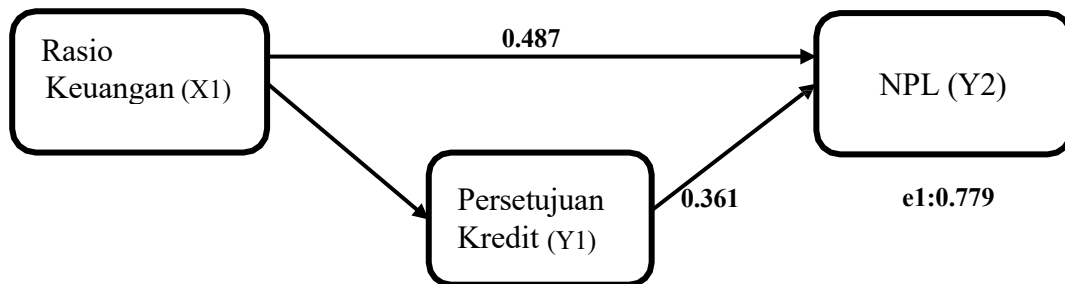 Rasio
Keuangan (X1)
0.487
NPL (Y2)
Persetujuan
Kredit (Y1)
0.361
e1:0.779